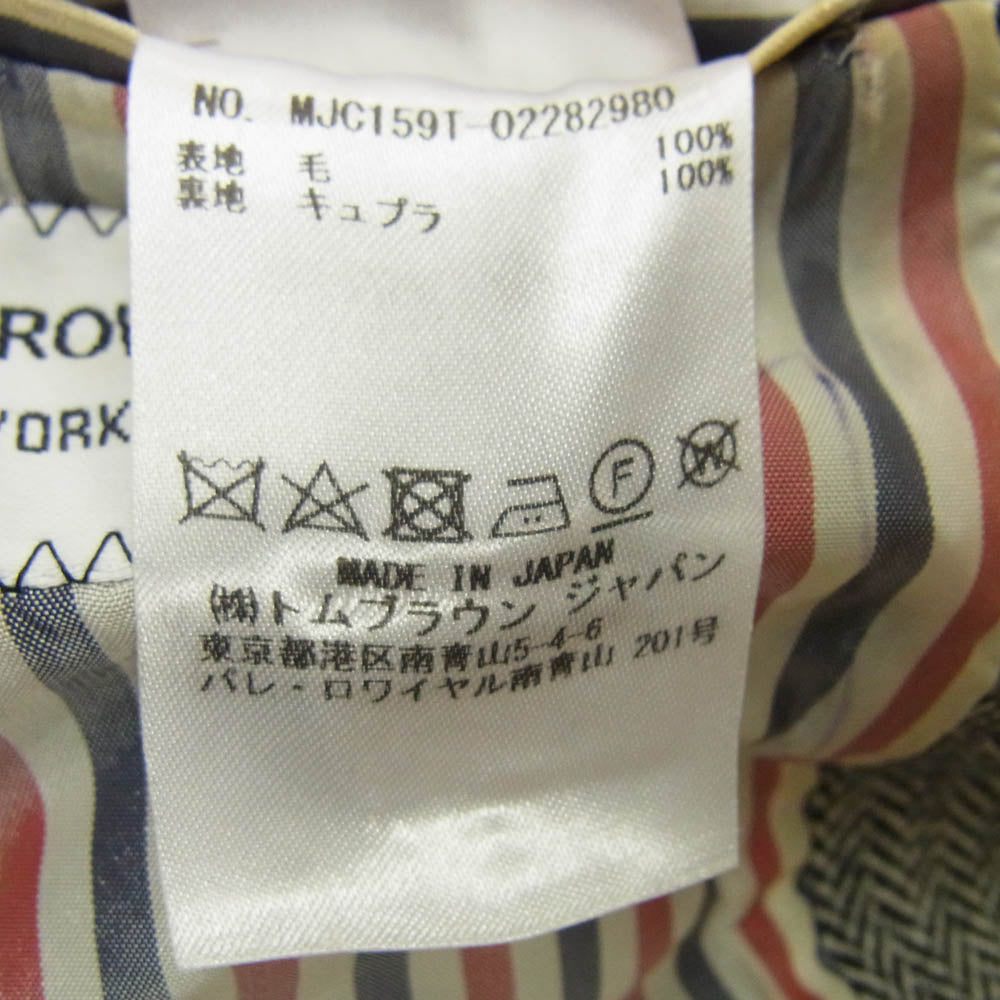 NO. MJC159T-02282980
表地 毛 100%
裏地 キュプラ 100%
F
W
MADE IN JAPAN
(株)トムブラウン ジャパン
東京都港区南青山5-4-6
パレ・ロワイヤル南青山 201号
YORK